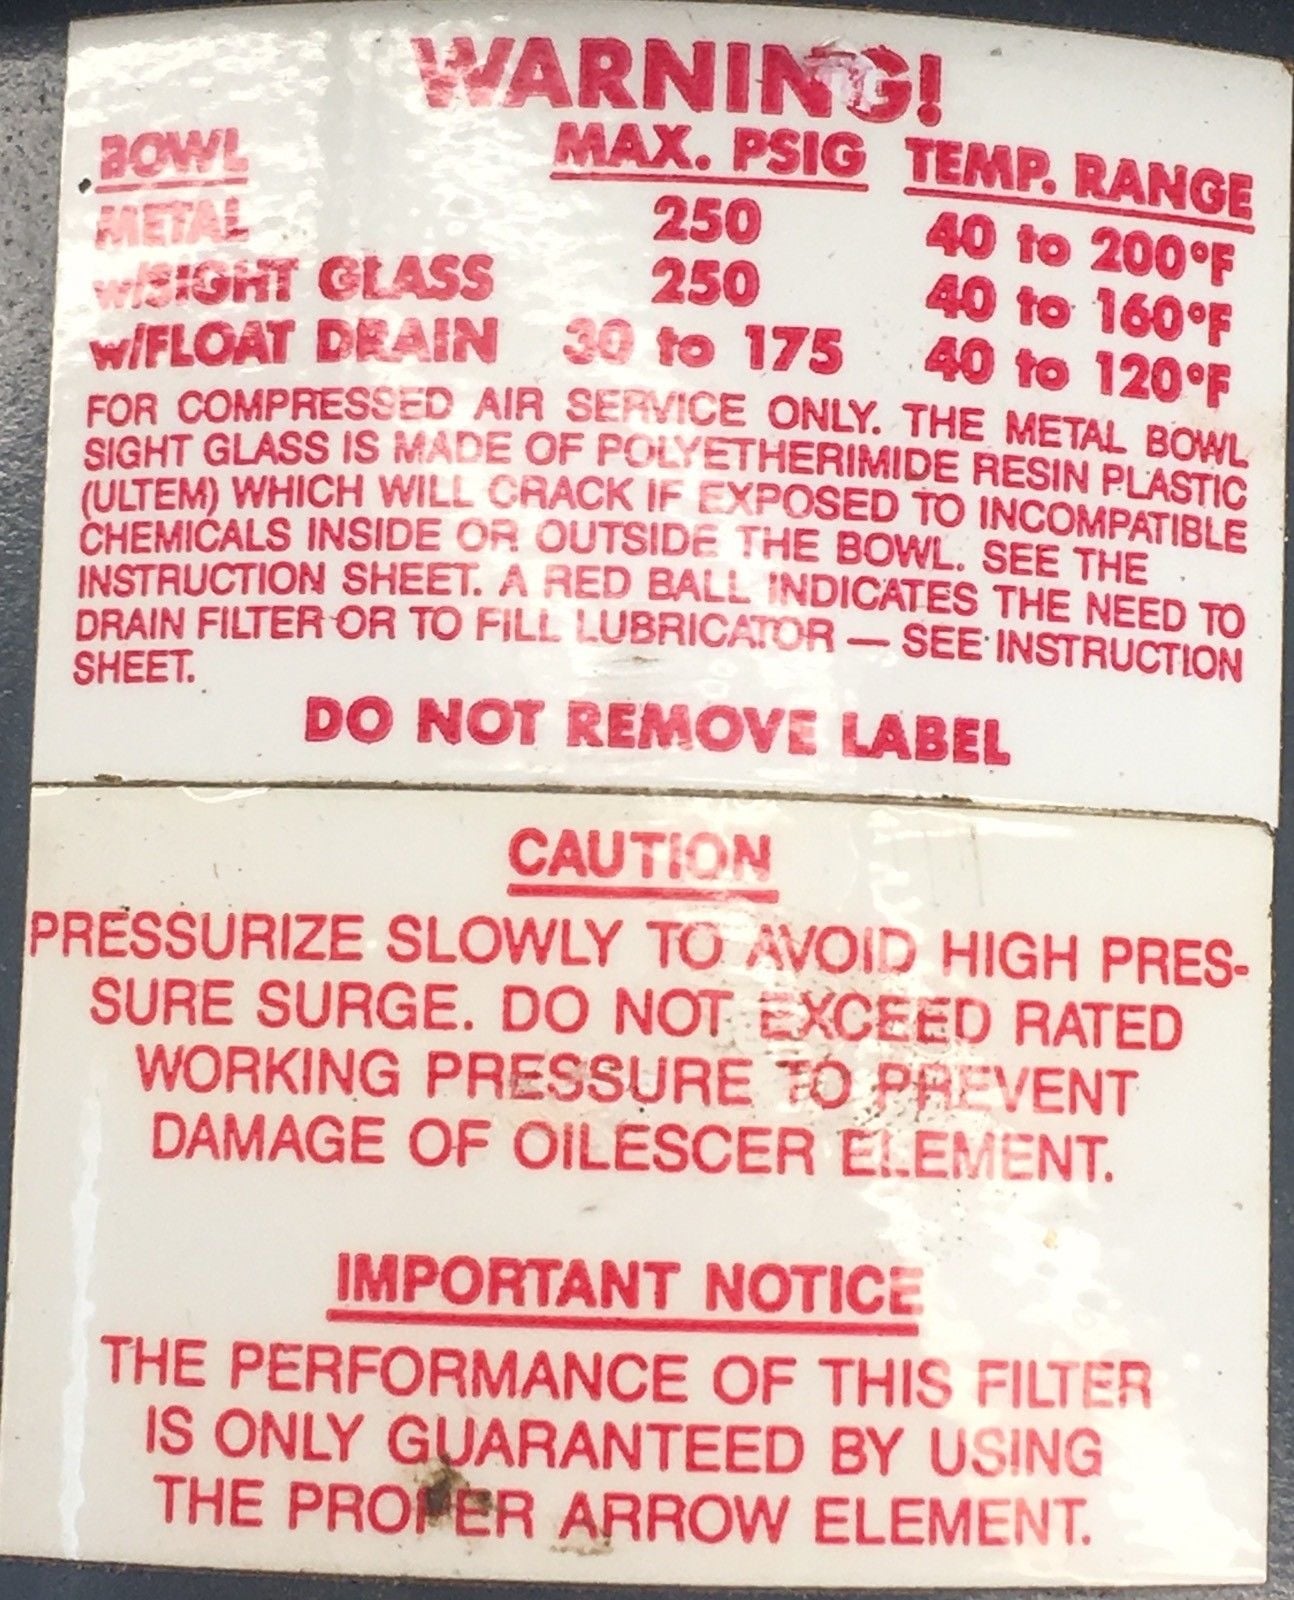 WARNING!
BOWL MAX. PSIG TEMP. RANGE
METAL 250 40 to 200°F
w/SIGHT GLASS 250 40 to 160°F
w/FLOAT DRAIN 30 to 175 40 to 120°F
FOR COMPRESSED AIR SERVICE ONLY. THE METAL BOWL
SIGHT GLASS IS MADE OF POLYETHERIMIDE RESIN PLASTIC
(ULTEM) WHICH WILL CRACK IF EXPOSED TO INCOMPATIBLE
CHEMICALS INSIDE OR OUTSIDE THE BOWL. SEE THE
INSTRUCTION SHEET. A RED BALL INDICATES THE NEED TO
DRAIN FILTER OR TO FILL LUBRICATOR — SEE INSTRUCTION
SHEET.
DO NOT REMOVE LABEL
CAUTION
PRESSURIZE SLOWLY TO AVOID HIGH PRES-
SURE SURGE. DO NOT EXCEED RATED
WORKING PRESSURE TO PREVENT
DAMAGE OF OILESCER ELEMENT.
IMPORTANT NOTICE
THE PERFORMANCE OF THIS FILTER
IS ONLY GUARANTEED BY USING
THE PROPER ARROW ELEMENT.